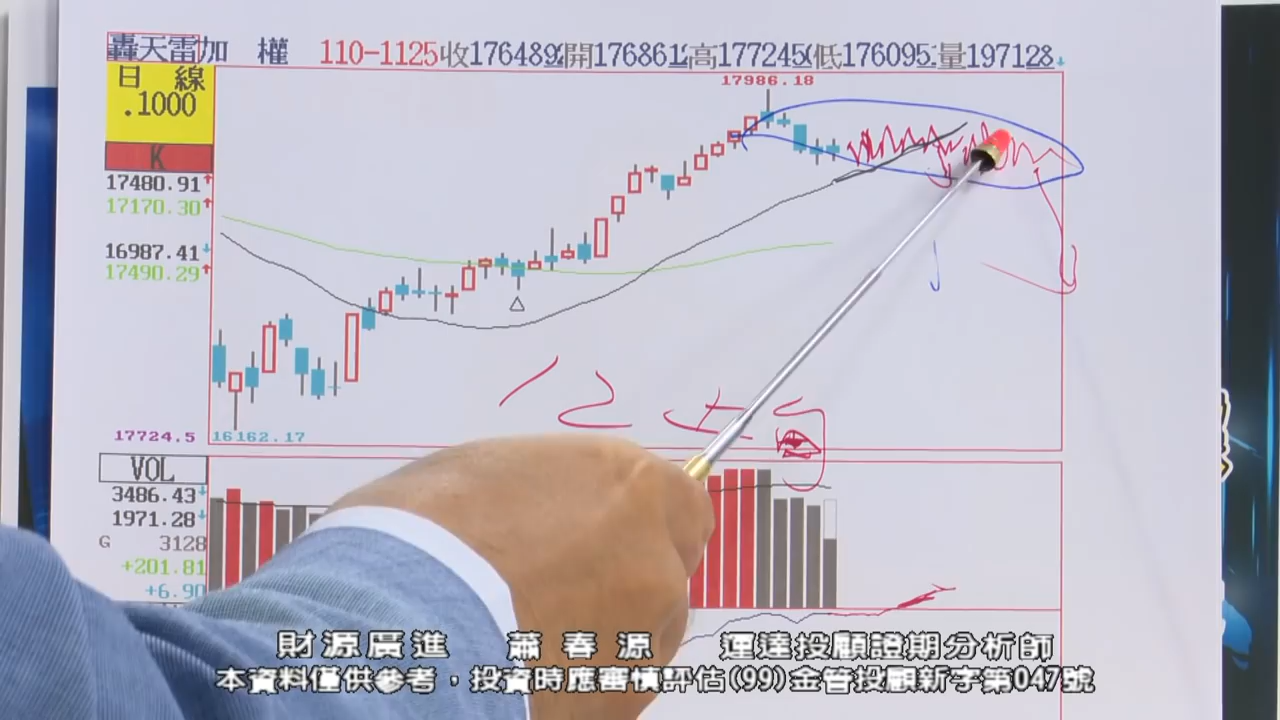 轟天雷加 權 110-1125收17648.92開17686.12高17724.50低17609.52量1971.28↓
日 線
.1000
K
17986.18
17480.91↑
17170.30↑
16987.41↓
17490.29↑
17724.5 16162.17
12上旬
VOL
3486.43↓
1971.28↓
G 3128
+201.81
+6.90
財源廣進 蕭春源 運達投顧證期分析師
本資料僅供參考，投資時應審慎評估(99)金管投顧新字第047號